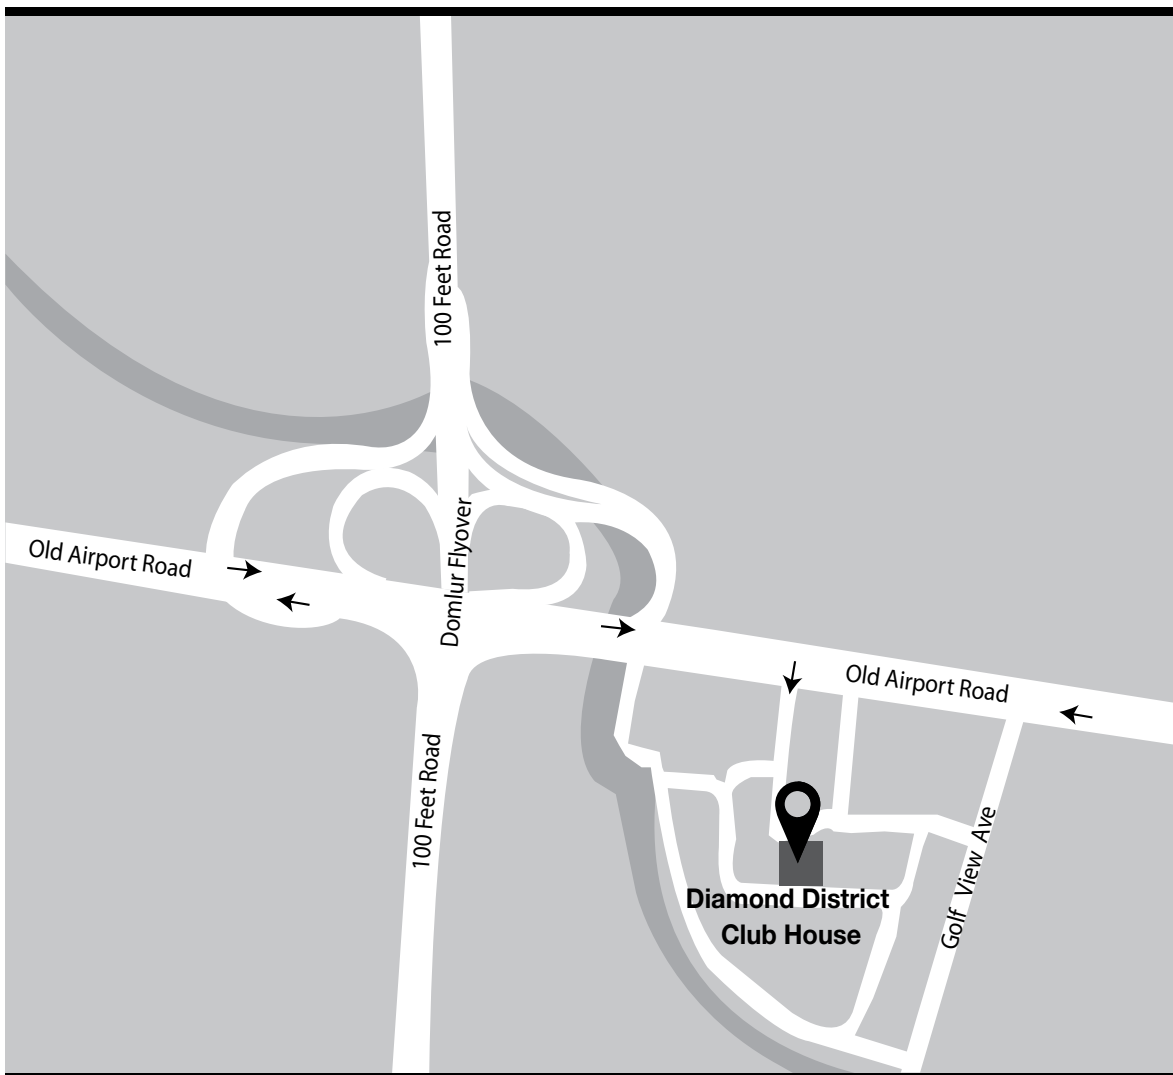 100 Feet Road
Old Airport Road
Domlur Flyover
Old Airport Road
100 Feet Road
Golf View Ave
Diamond District
Club House